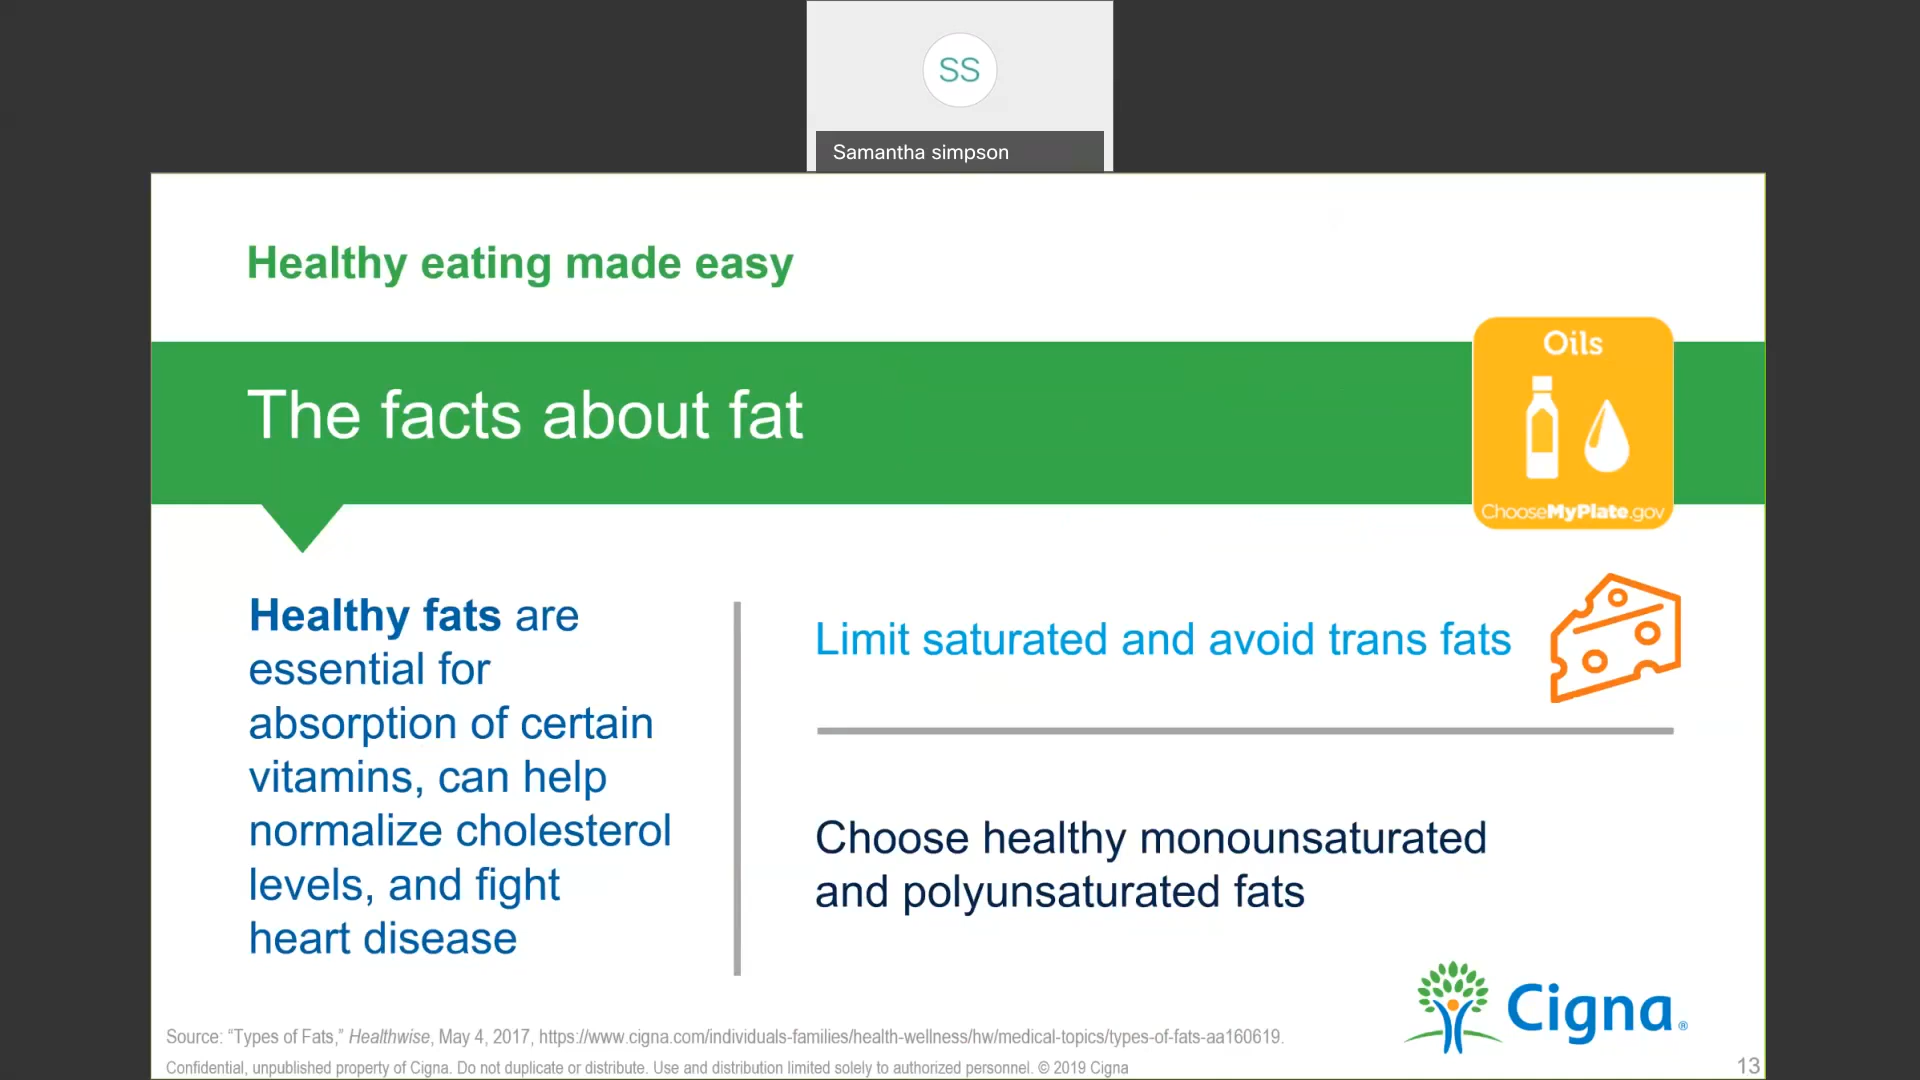 SS
Samantha simpson
Healthy eating made easy
The facts about fat
Oils
ChooseMyPlate.gov
Healthy fats are
essential for
absorption of certain
vitamins, can help
normalize cholesterol
levels, and fight
heart disease
Limit saturated and avoid trans fats
Choose healthy monounsaturated
and polyunsaturated fats
Cigna®
Source: “Types of Fats,” Healthwise, May 4, 2017, https://www.cigna.com/individuals-families/health-wellness/hw/medical-topics/types-of-fats-aa160619.
Confidential, unpublished property of Cigna. Do not duplicate or distribute. Use and distribution limited solely to authorized personnel. © 2019 Cigna
13